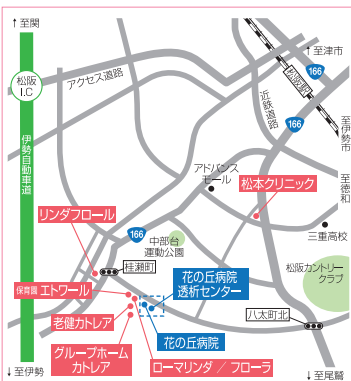 ↑至関
松阪
I.C
アクセス道路
伊勢自動車道
松阪駅
166
↑至津市
近鉄道路
166
至伊勢市
アドバンス
モール
松本クリニック
至徳和
三重高校
リンダフロール
166
中部台
運動公園
松阪カントリー
クラブ
桂瀬町
花の丘病院
透析センター
保育園 エトワール
老健カトレア
八太町北
花の丘病院
グループホーム
カトレア
ローマリンダ / フローラ
↓至伊勢
↓至尾鷲